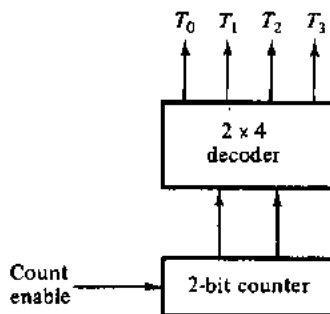 T0 T1 T2 T3
2 × 4
decoder
Count
enable
2-bit counter